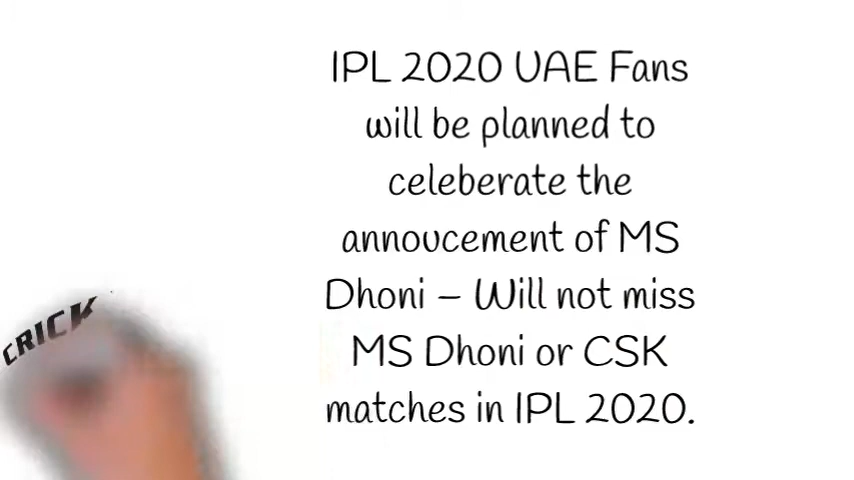 IPL 2020 UAE Fans
will be planned to
celeberate the
annoucement of MS
Dhoni – Will not miss
MS Dhoni or CSK
matches in IPL 2020.
CRICK